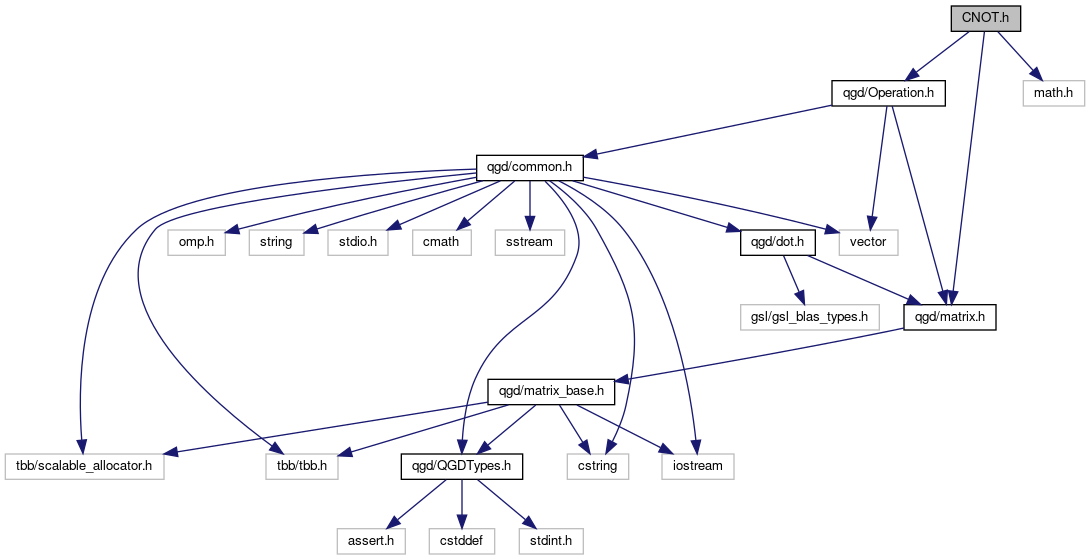 CNOT.h
qgd/Operation.h
math.h
qgd/common.h
omp.h
string
stdio.h
cmath
sstream
qgd/dot.h
vector
gsl/gsl_blas_types.h
qgd/matrix.h
qgd/matrix_base.h
tbb/scalable_allocator.h
tbb/tbb.h
qgd/QGDTypes.h
cstring
iostream
assert.h
cstddef
stdint.h